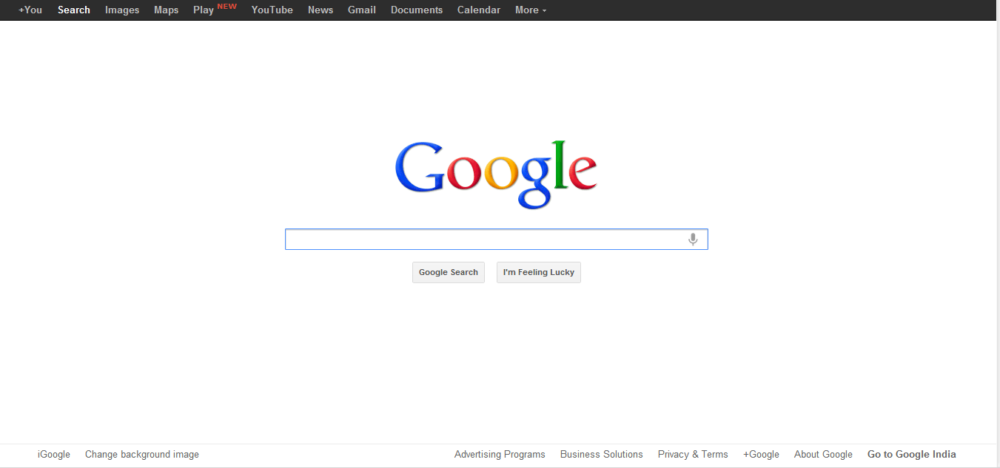 +You Search Images Maps Play NEW YouTube News Gmail Documents Calendar More
Google
Google Search I'm Feeling Lucky
iGoogle Change background image Advertising Programs Business Solutions Privacy & Terms +Google About Google Go to Google India